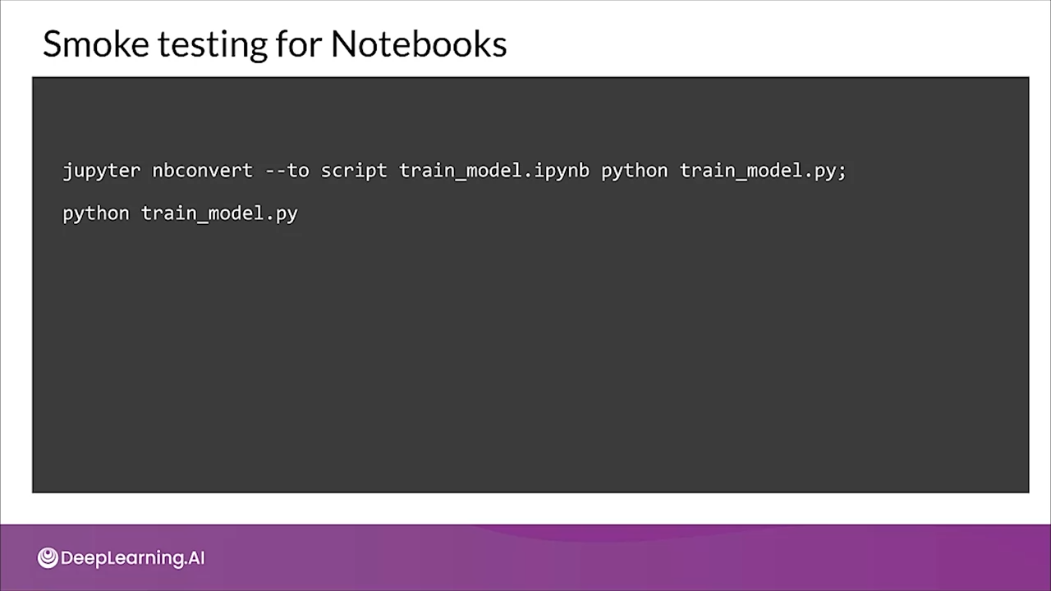 Smoke testing for Notebooks
jupyter nbconvert --to script train_model.ipynb python train_model.py;
python train_model.py
DeepLearning.AI